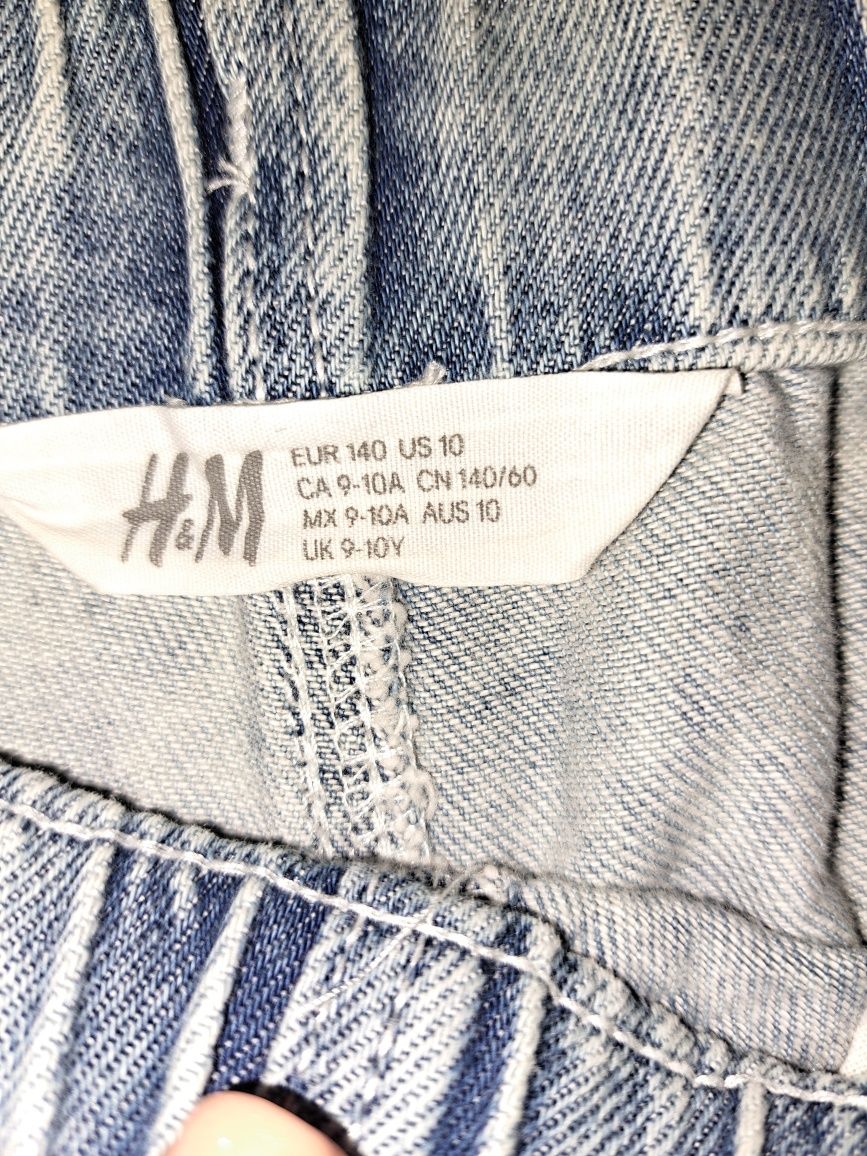 H&M
EUR 140 US 10
CA 9-10A CN 140/60
MX 9-10A AUS 10
UK 9-10Y